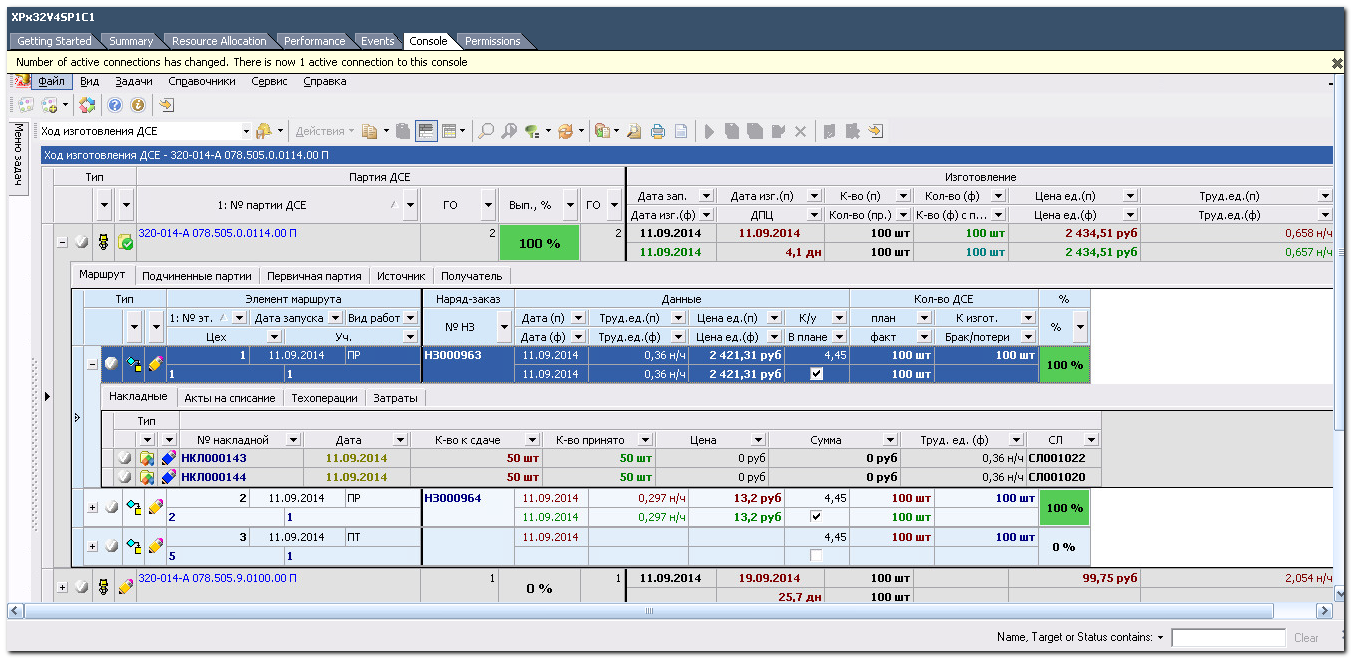 XPx32V4SP1C1
Getting Started Summary Resource Allocation Performance Events Console Permissions
Number of active connections has changed. There is now 1 active connection to this console
Файл Вид Задачи Справочники Сервис Справка
Меню задач
Ход изготовления ДСЕ Действия
Ход изготовления ДСЕ - 320-014-А 078.505.0.0114.00 П
Тип Партия ДСЕ Изготовление
1: № партии ДСЕ ГО Вып., % ГО
Дата зап. Дата изг.(п) К-во (п) Кол-во (ф) Цена ед.(п) Труд.ед.(п)
Дата изг.(ф) ДПЦ Кол-во (пр.) К-во (ф) с п... Цена ед.(ф) Труд.ед.(ф)
320-014-А 078.505.0.0114.00 П 2 100 % 2 11.09.2014 11.09.2014 100 шт 100 шт 2 434,51 руб 0,658 н/ч
11.09.2014 4,1 дн 100 шт 100 шт 2 434,51 руб 0,657 н/ч
Маршрут Подчиненные партии Первичная партия Источник Получатель
Тип Элемент маршрута Наряд-заказ Данные Кол-во ДСЕ %
1: № эт. Дата запуска Вид работ № НЗ Дата (п) Труд.ед.(п) Цена ед.(п) К/у план К изгот. %
Цех Уч. Дата (ф) Труд.ед.(ф) Цена ед.(ф) В плане факт Брак/потери
1 11.09.2014 ПР НЗ000963 11.09.2014 0,36 н/ч 2 421,31 руб 4,45 100 шт 100 шт 100 %
1 1 11.09.2014 0,36 н/ч 2 421,31 руб 100 шт
Накладные Акты на списание Техоперации Затраты
Тип
№ накладной Дата К-во к сдаче К-во принято Цена Сумма Труд. ед. (ф) СЛ
НКЛ000143 11.09.2014 50 шт 50 шт 0 руб 0 руб 0,36 н/ч СЛ001022
НКЛ000144 11.09.2014 50 шт 50 шт 0 руб 0 руб 0,36 н/ч СЛ001020
2 11.09.2014 ПР НЗ000964 11.09.2014 0,297 н/ч 13,2 руб 4,45 100 шт 100 шт 100 %
2 1 11.09.2014 0,297 н/ч 13,2 руб 100 шт
3 11.09.2014 ПТ 11.09.2014 4,45 100 шт 100 шт 0 %
5 1
320-014-А 078.505.9.0100.00 П 1 0 % 1 11.09.2014 19.09.2014 100 шт 99,75 руб 2,054 н/ч
25,7 дн 100 шт
Name, Target or Status contains: Clear